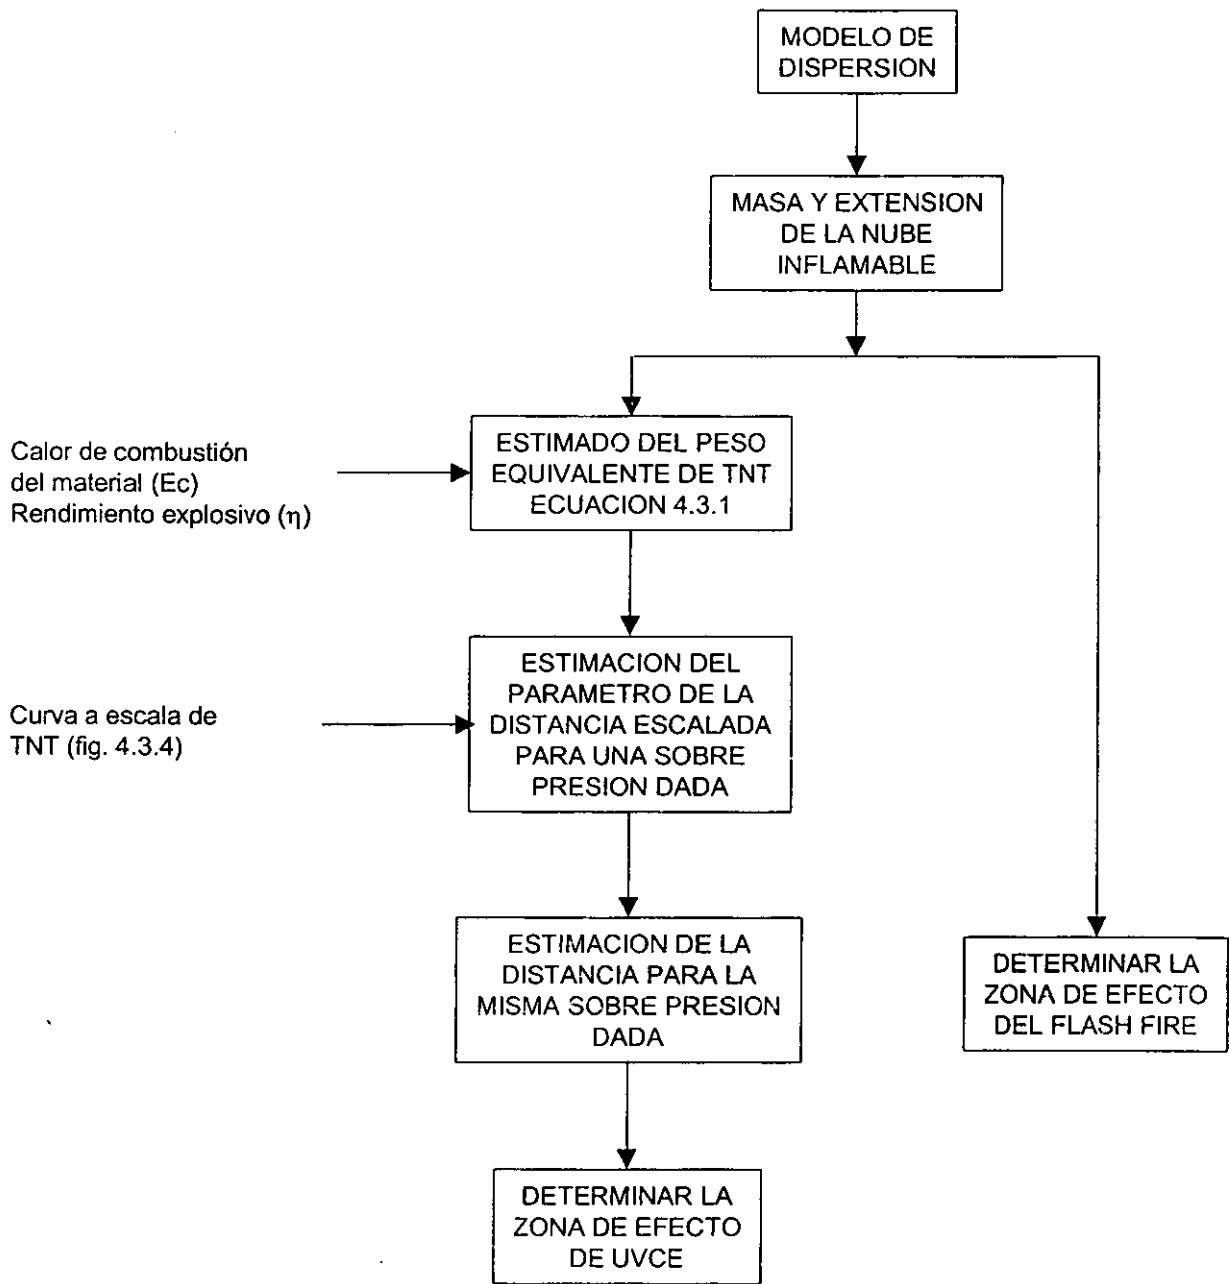 MODELO DE
DISPERSION
MASA Y EXTENSION
DE LA NUBE
INFLAMABLE
Calor de combustión
del material (Ec)
Rendimiento explosivo (η)
ESTIMADO DEL PESO
EQUIVALENTE DE TNT
ECUACION 4.3.1
Curva a escala de
TNT (fig. 4.3.4)
ESTIMACION DEL
PARAMETRO DE LA
DISTANCIA ESCALADA
PARA UNA SOBRE
PRESION DADA
ESTIMACION DE LA
DISTANCIA PARA LA
MISMA SOBRE PRESION
DADA
DETERMINAR LA
ZONA DE EFECTO
DEL FLASH FIRE
DETERMINAR LA
ZONA DE EFECTO
DE UVCE